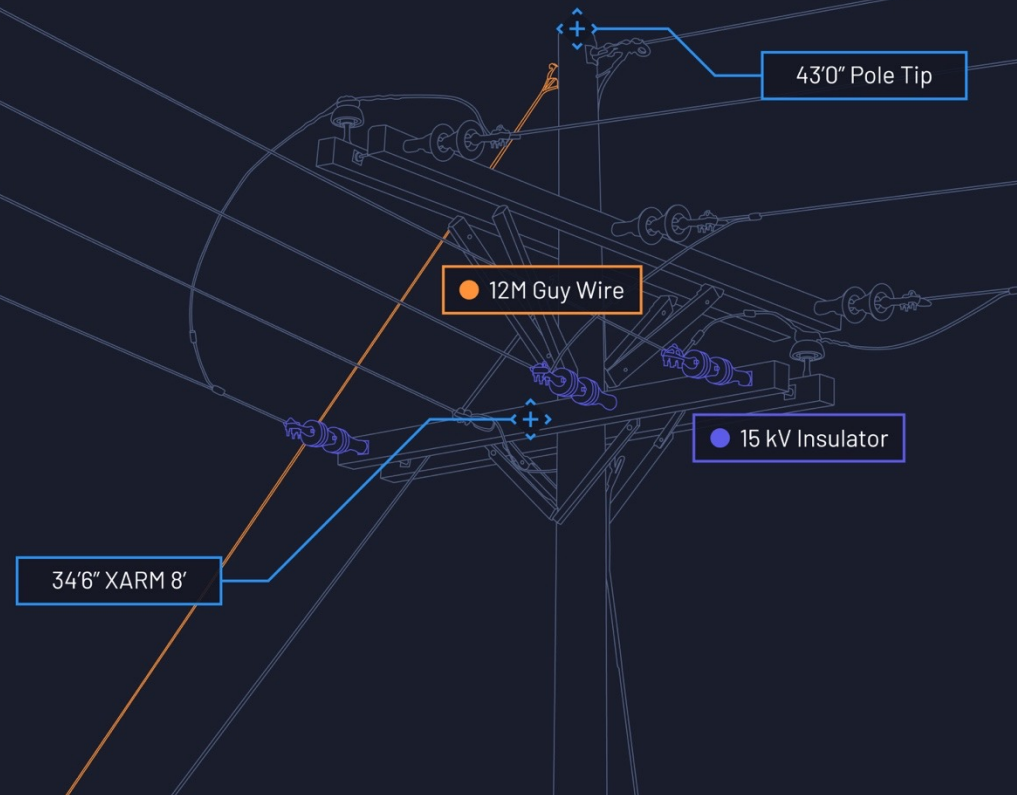 43'0" Pole Tip
12M Guy Wire
15 kV Insulator
34'6" XARM 8'